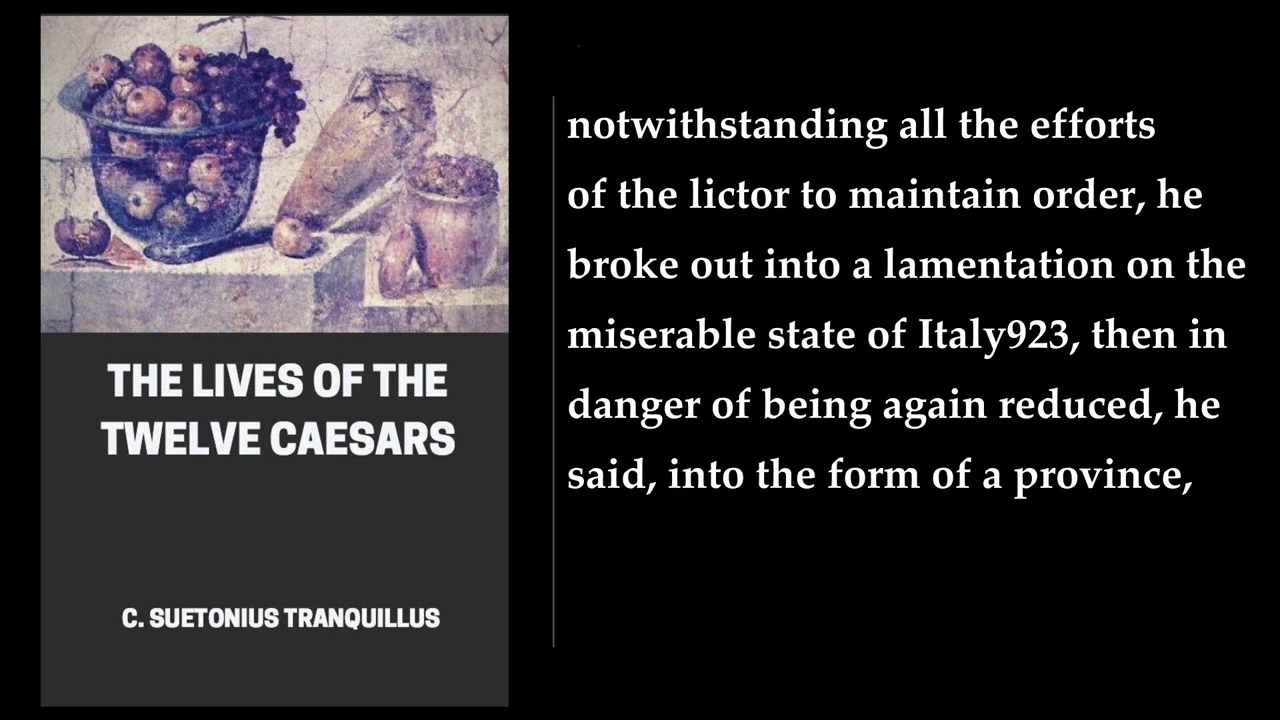 THE LIVES OF THE
TWELVE CAESARS
C. SUETONIUS TRANQUILLUS
notwithstanding all the efforts
of the lictor to maintain order, he
broke out into a lamentation on the
miserable state of Italy923, then in
danger of being again reduced, he
said, into the form of a province,